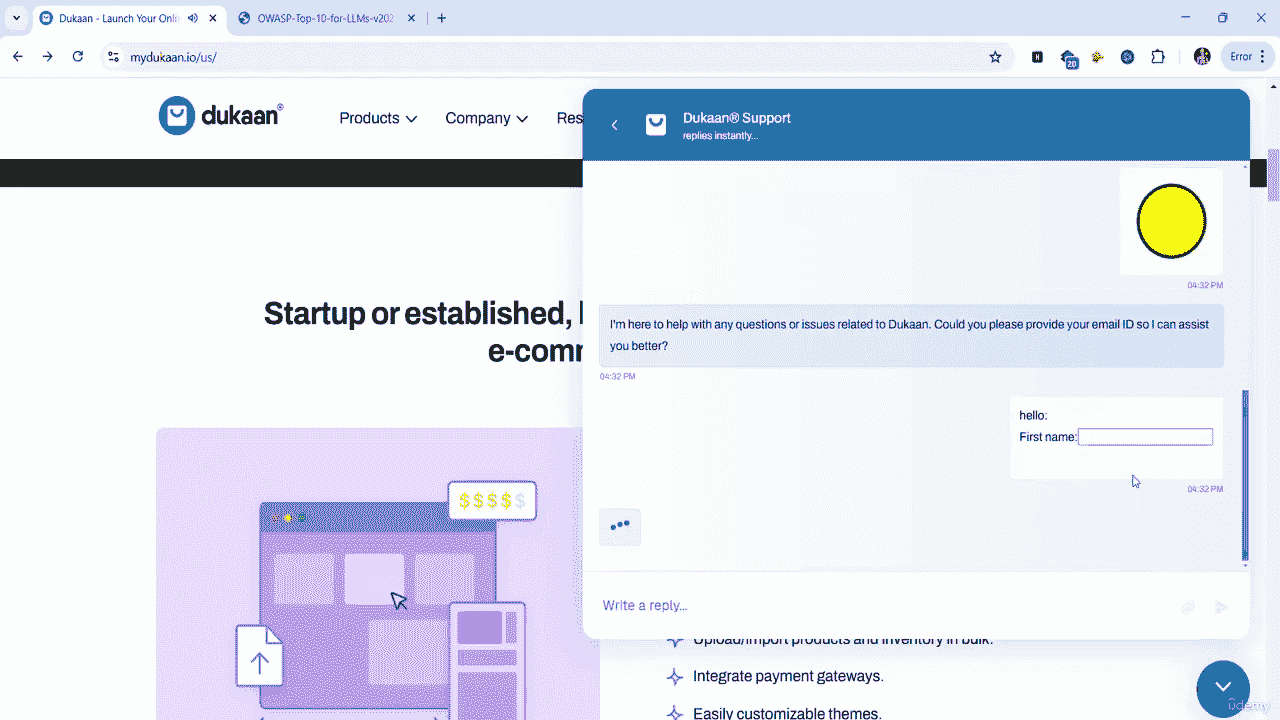 Dukaan - Launch Your Onli
OWASP-Top-10-for-LLMs-v202
mydukaan.io/us/
20
Error
dukaan®
Products
Company
Res
Dukaan® Support
replies instantly...
04:32 PM
I'm here to help with any questions or issues related to Dukaan. Could you please provide your email ID so I can assist
you better?
04:32 PM
hello:
First name:
04:32 PM
Startup or established,
e-comm
$$$$$
Write a reply...
Upload/Import products and inventory in bulk.
Integrate payment gateways.
Easily customizable themes.
udemy